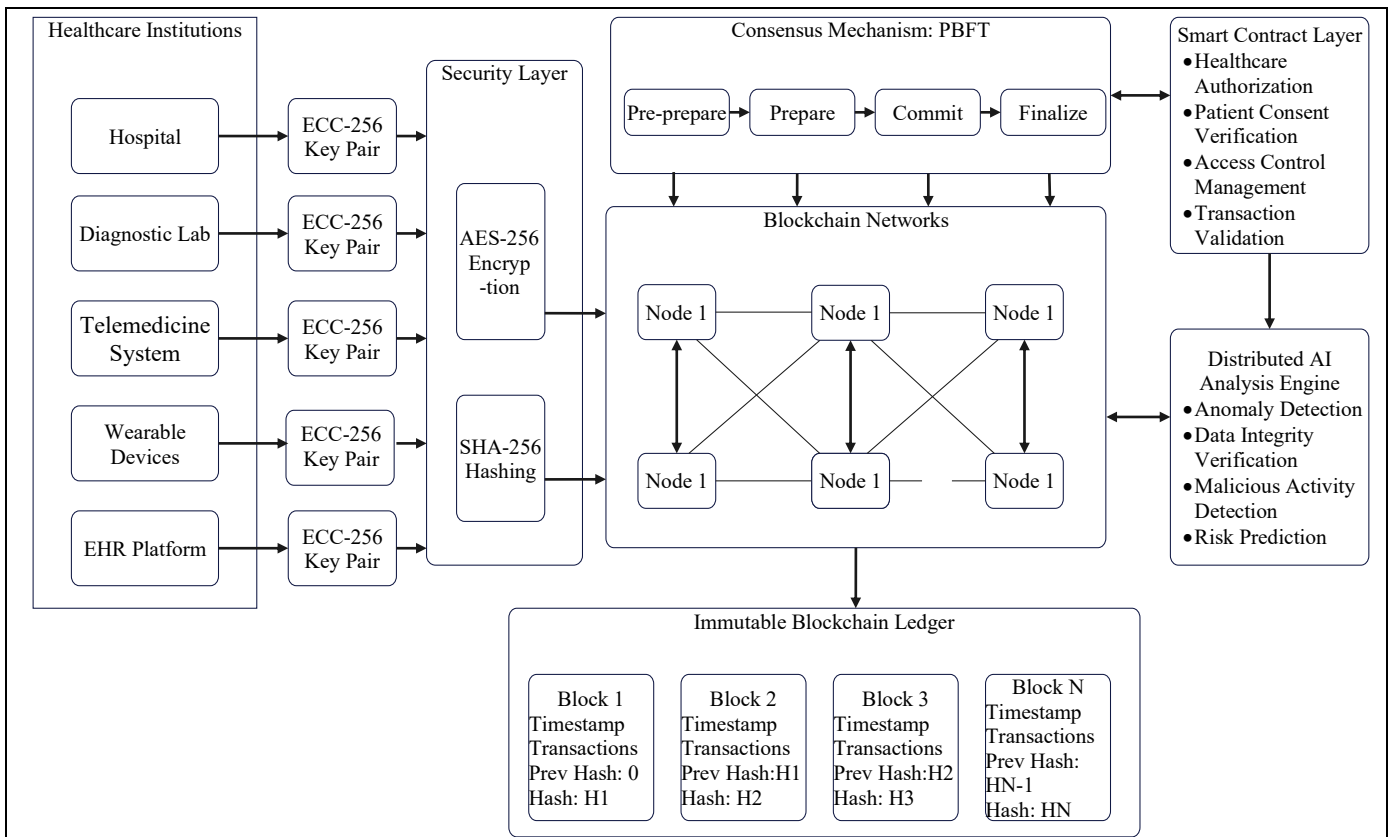 Healthcare Institutions
Hospital
Diagnostic Lab
Telemedicine
System
Wearable
Devices
EHR Platform
ECC-256
Key Pair
ECC-256
Key Pair
ECC-256
Key Pair
ECC-256
Key Pair
ECC-256
Key Pair
Security Layer
AES-256
Encryp
-tion
SHA-256
Hashing
Consensus Mechanism: PBFT
Pre-prepare
Prepare
Commit
Finalize
Blockchain Networks
Node 1
Node 1
Node 1
Node 1
Node 1
Node 1
Smart Contract Layer
•Healthcare
Authorization
•Patient Consent
Verification
•Access Control
Management
•Transaction
Validation
Distributed AI
Analysis Engine
•Anomaly Detection
•Data Integrity
Verification
•Malicious Activity
Detection
•Risk Prediction
Immutable Blockchain Ledger
Block 1
Timestamp
Transactions
Prev Hash: 0
Hash: H1
Block 2
Timestamp
Transactions
Prev Hash:H1
Hash: H2
Block 3
Timestamp
Transactions
Prev Hash:H2
Hash: H3
Block N
Timestamp
Transactions
Prev Hash:
HN-1
Hash: HN